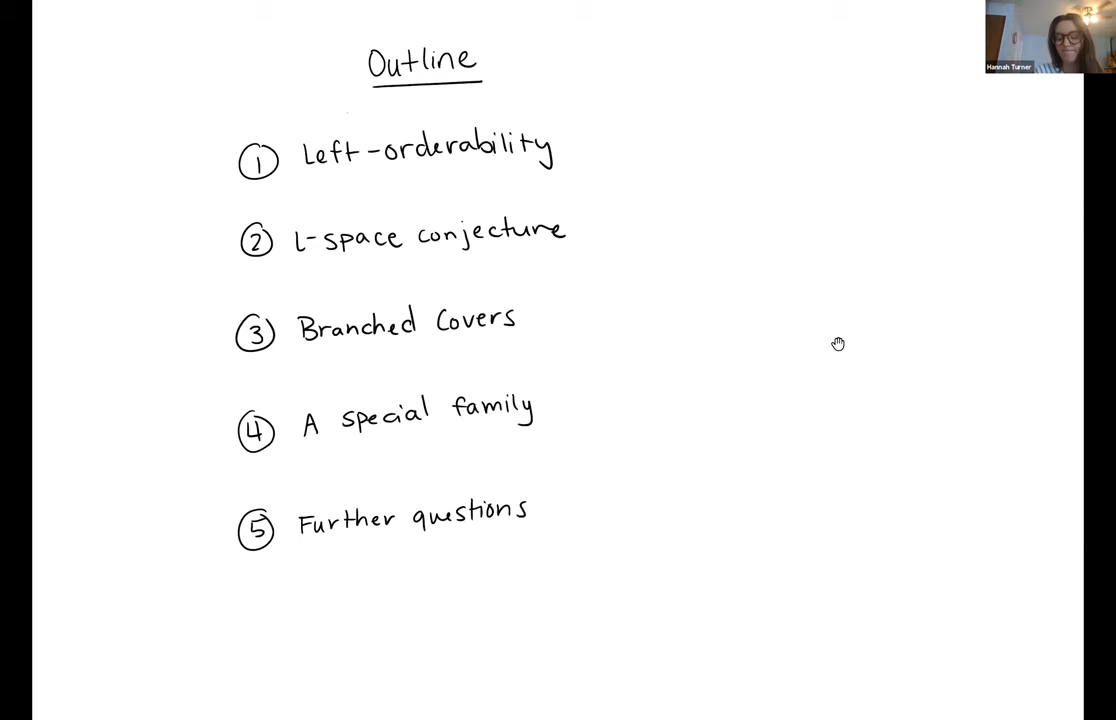 Outline
Hannah Turner
① Left-orderability
② L-space conjecture
③ Branched Covers
④ A special family
⑤ Further questions